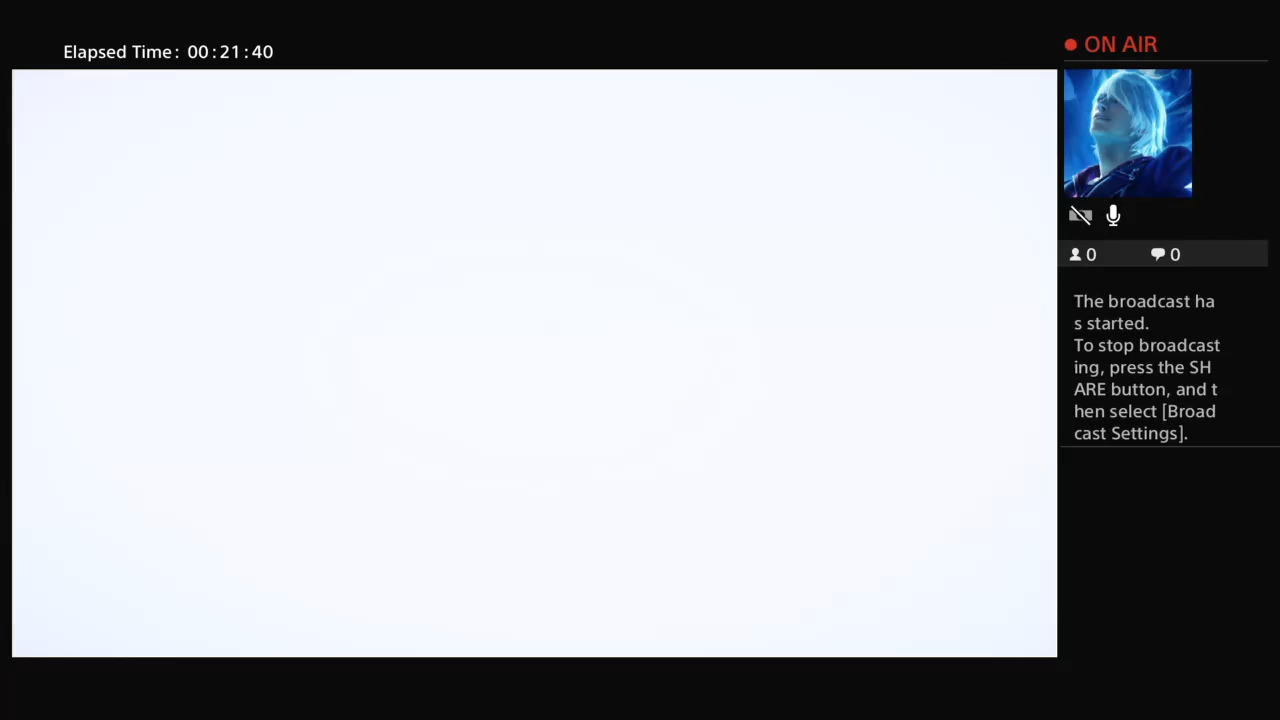 Elapsed Time: 00:21:40
ON AIR
0 0
The broadcast ha
s started.
To stop broadcast
ing, press the SH
ARE button, and t
hen select [Broad
cast Settings].